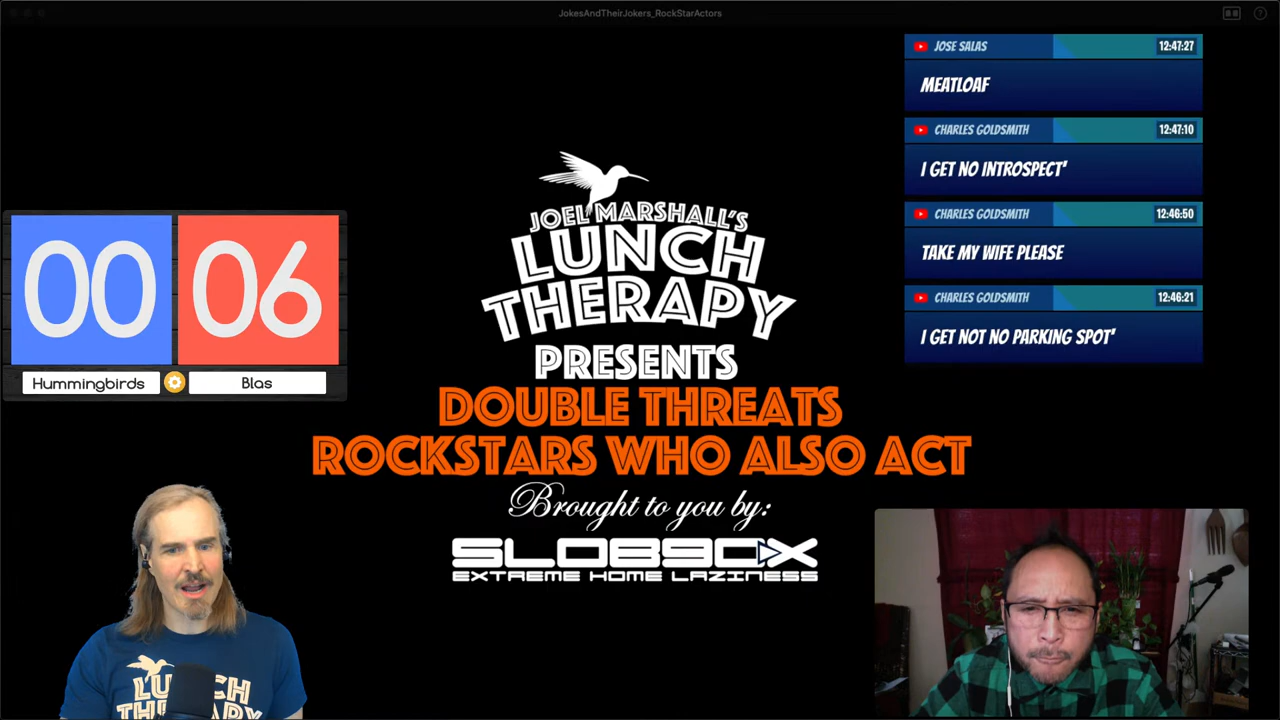 JokesAndTheirJokers_RockStarActors
JOSE SALAS 12:47:27
MEATLOAF
CHARLES GOLDSMITH 12:47:10
I GET NO INTROSPECT'
CHARLES GOLDSMITH 12:46:50
TAKE MY WIFE PLEASE
CHARLES GOLDSMITH 12:46:21
I GET NOT NO PARKING SPOT'
00 06
Hummingbirds Blas
JOEL MARSHALL'S
LUNCH
THERAPY
PRESENTS
DOUBLE THREATS
ROCKSTARS WHO ALSO ACT
Brought to you by:
SLOB90X
EXTREME HOME LAZINESS
LUNCH
THERAPY